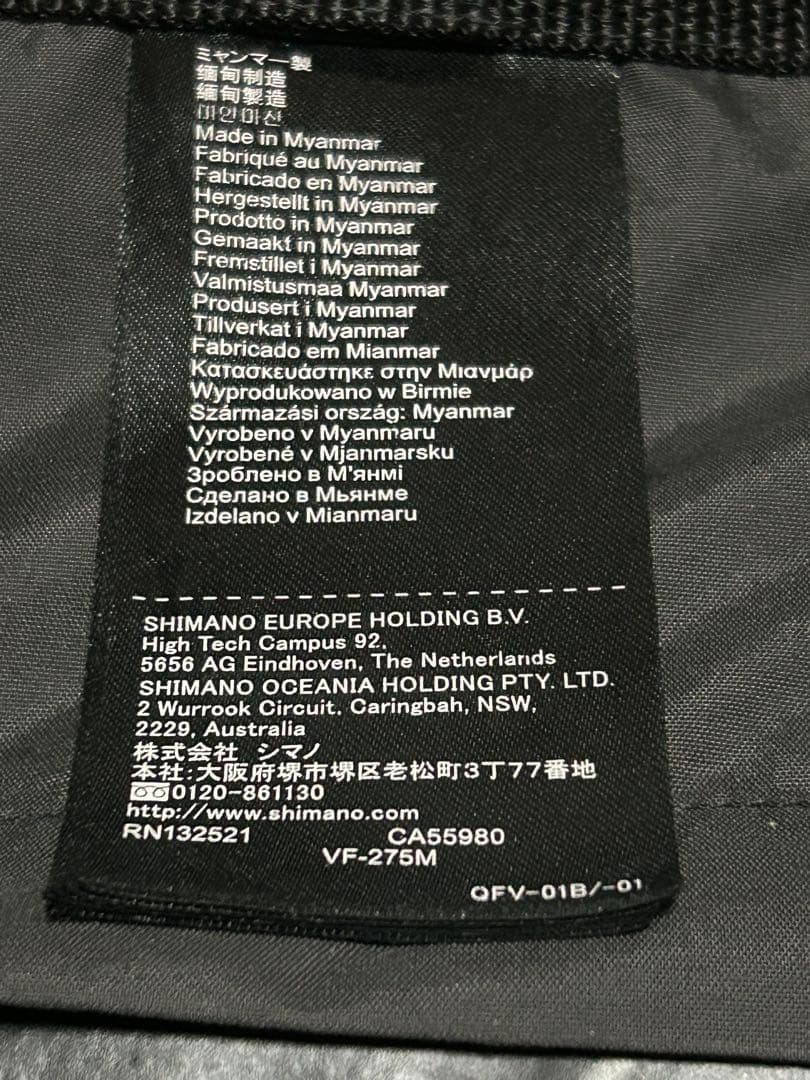 ミャンマー製
缅甸制造
緬甸製造
미얀마산
Made in Myanmar
Fabriqué au Myanmar
Fabricado en Myanmar
Hergestellt in Myanmar
Prodotto in Myanmar
Gemaakt in Myanmar
Fremstillet i Myanmar
Valmistusmaa Myanmar
Produsert i Myanmar
Tillverkat i Myanmar
Fabricado em Mianmar
Κατασκευάστηκε στην Μιανμάρ
Wyprodukowano w Birmie
Származási ország: Myanmar
Vyrobeno v Myanmaru
Vyrobené v Mjanmarsku
Зроблено в М'янмі
Сделано в Мьянме
Izdelano v Mianmaru
SHIMANO EUROPE HOLDING B.V.
High Tech Campus 92,
5656 AG Eindhoven, The Netherlands
SHIMANO OCEANIA HOLDING PTY. LTD.
2 Wurrook Circuit, Caringbah, NSW,
2229, Australia
株式会社 シマノ
本社:大阪府堺市堺区老松町3丁77番地
0120-861130
http://www.shimano.com
RN132521 CA55980
VF-275M
QFV-01B/-01